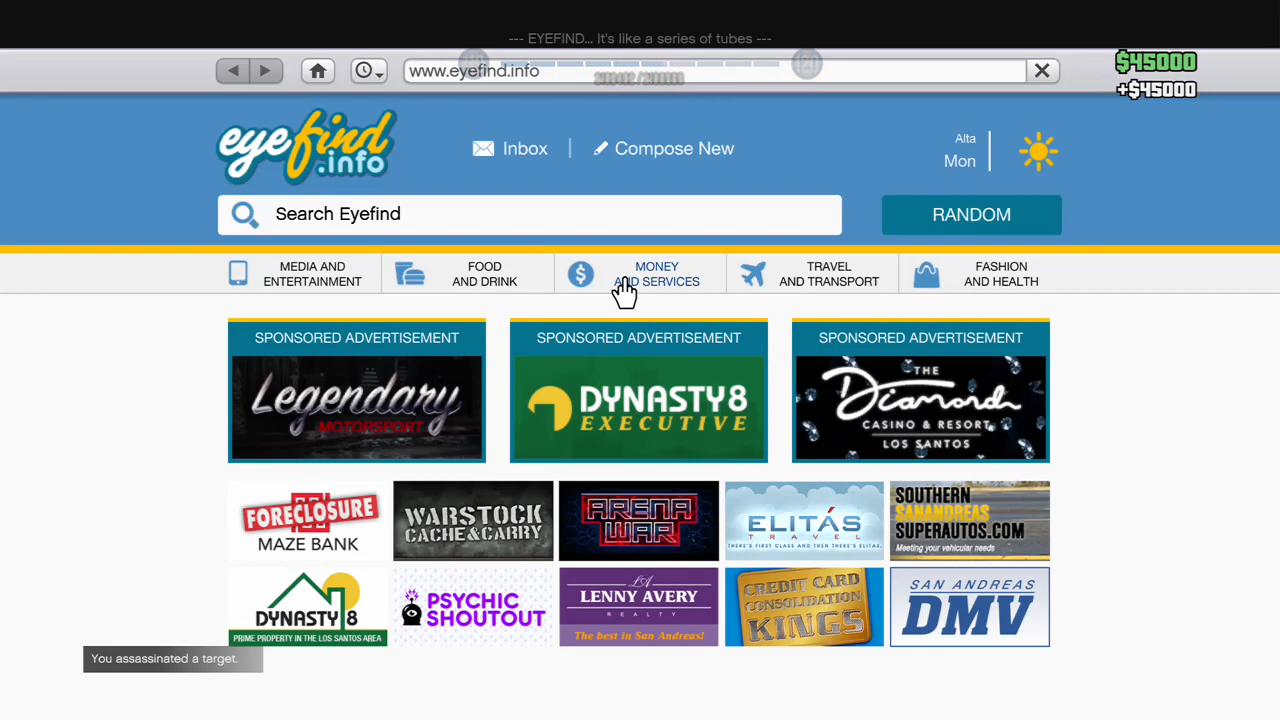 --- EYEFIND... It's like a series of tubes ---
www.eyefind.info
$45000
+$45000
eyefind
.info
Inbox
Compose New
Alta
Mon
Search Eyefind
RANDOM
MEDIA AND
ENTERTAINMENT
FOOD
AND DRINK
MONEY
AND SERVICES
TRAVEL
AND TRANSPORT
FASHION
AND HEALTH
SPONSORED ADVERTISEMENT
Legendary
MOTORSPORT
SPONSORED ADVERTISEMENT
DYNASTY 8
EXECUTIVE
SPONSORED ADVERTISEMENT
THE
Diamond
CASINO & RESORT
LOS SANTOS
FORECLOSURE
MAZE BANK
WARSTOCK
CACHE & CARRY
ARENA
WAR
ELITÁS
TRAVEL
THERE'S FIRST CLASS AND THEN THERE'S ELITAS.
SOUTHERN
SANANDREAS
SUPERAUTOS.COM
Meeting your vehicular needs
DYNASTY 8
PRIME PROPERTY IN THE LOS SANTOS AREA
PSYCHIC
SHOUTOUT
LA
LENNY AVERY
REALTY
The best in San Andreas!
CREDIT CARD
CONSOLIDATION
KINGS
SAN ANDREAS
DMV
You assassinated a target.